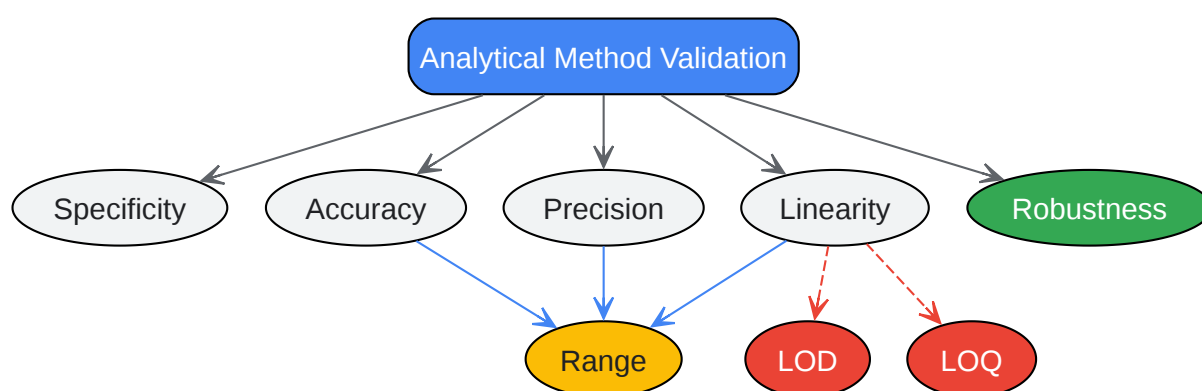 Analytical Method Validation
Specificity
Accuracy
Precision
Linearity
Robustness
Range
LOD
LOQ